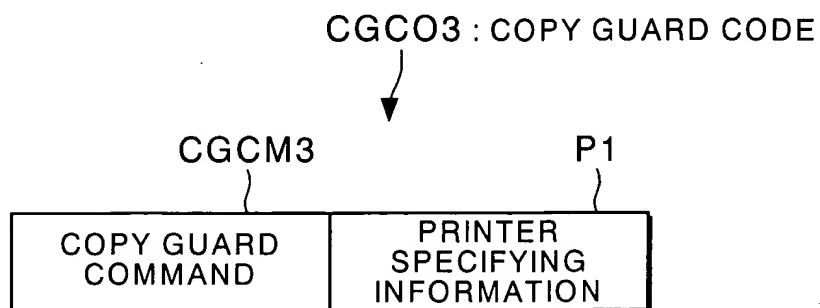 CGCO3 : COPY GUARD CODE
CGCM3
P1
COPY GUARD
COMMAND
PRINTER
SPECIFYING
INFORMATION